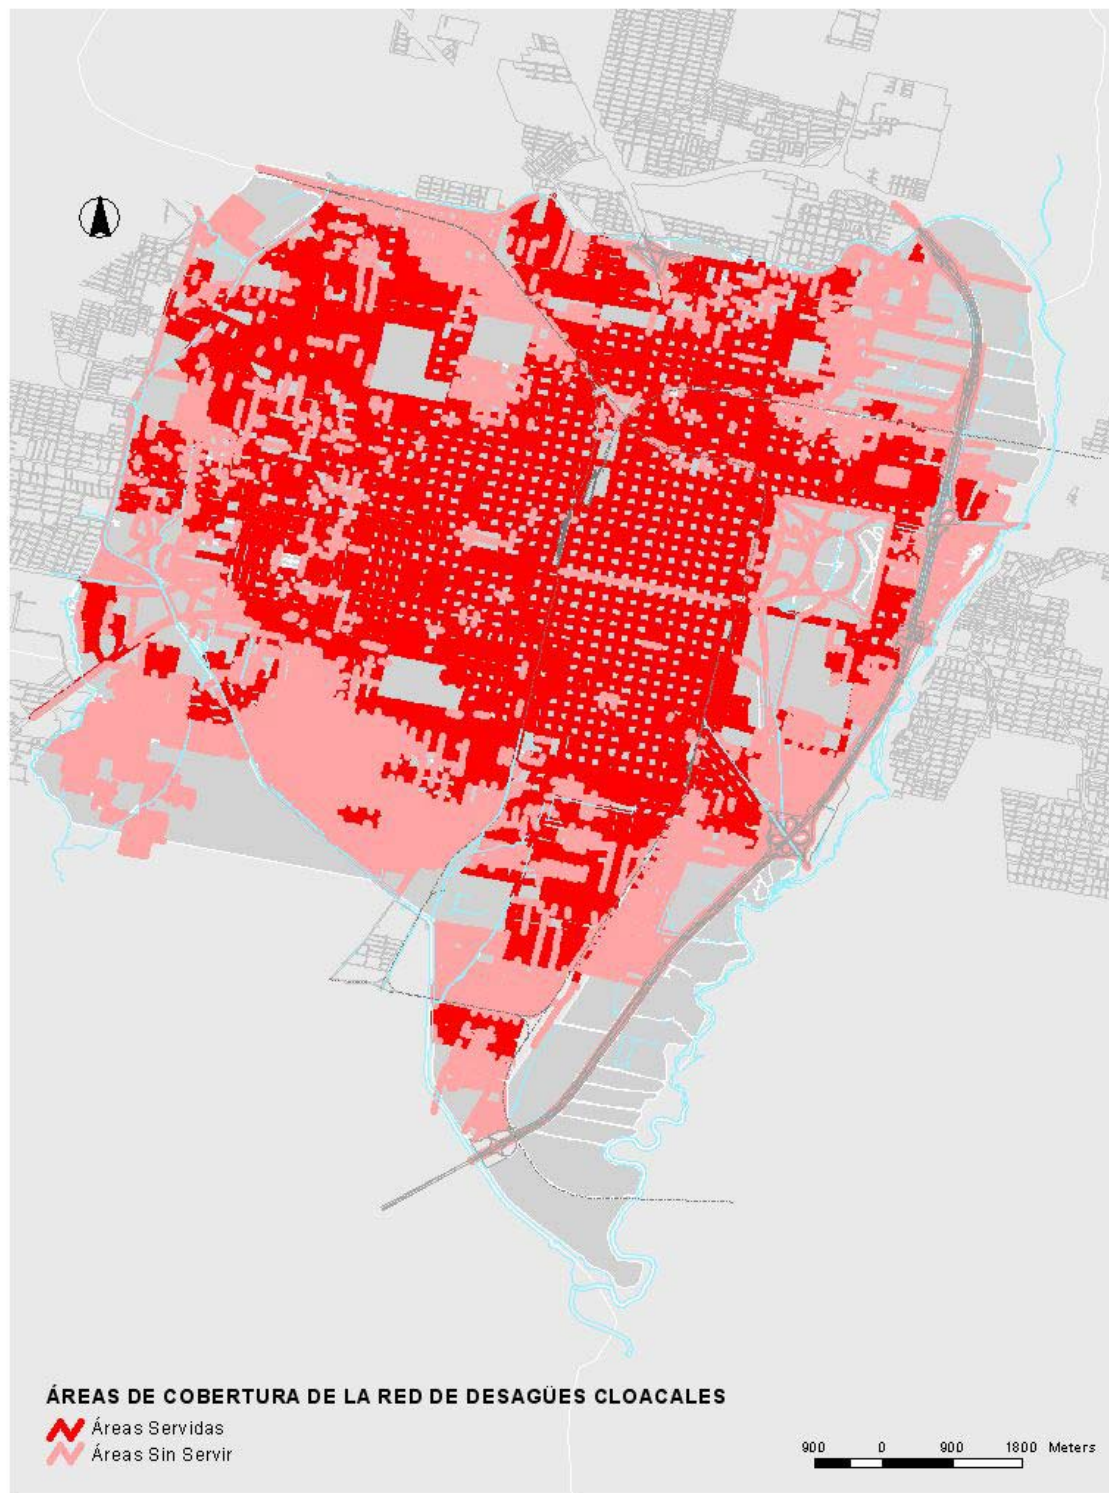 ÁREAS DE COBERTURA DE LA RED DE DESAGÜES CLOACALES
Áreas Servidas
Áreas Sin Servir
900 0 900 1800 Meters